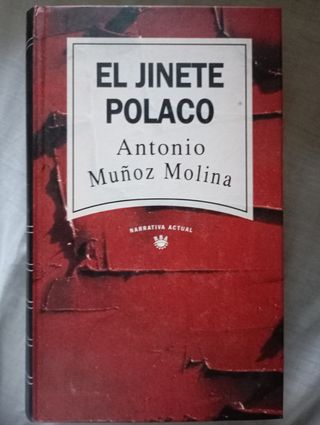 EL JINETE
POLACO
Antonio
Muñoz Molina
NARRATIVA ACTUAL